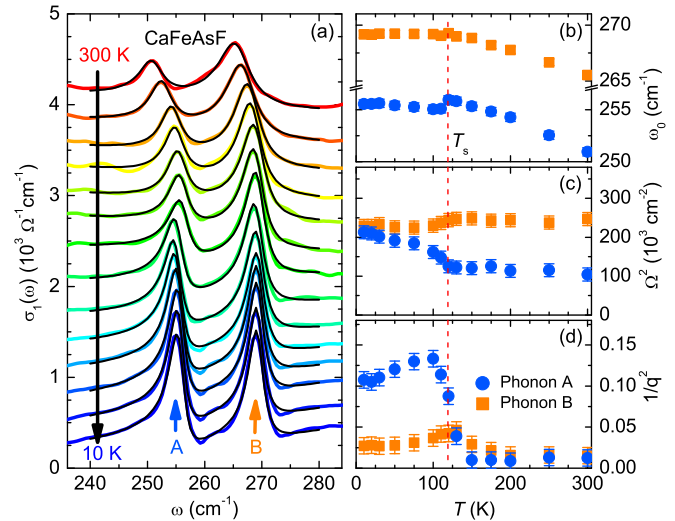 CaFeAsF
(a)
300 K
10 K
A
B
σ₁(ω) (10³ Ω⁻¹cm⁻¹)
0
1
2
3
4
5
240
250
260
270
280
ω (cm⁻¹)
(b)
270
265
255
250
ω₀ (cm⁻¹)
Tₛ
(c)
300
200
100
0
Ω² (10³ cm⁻²)
(d)
Phonon A
Phonon B
0.15
0.10
0.05
0.00
1/q²
0
100
200
300
T (K)